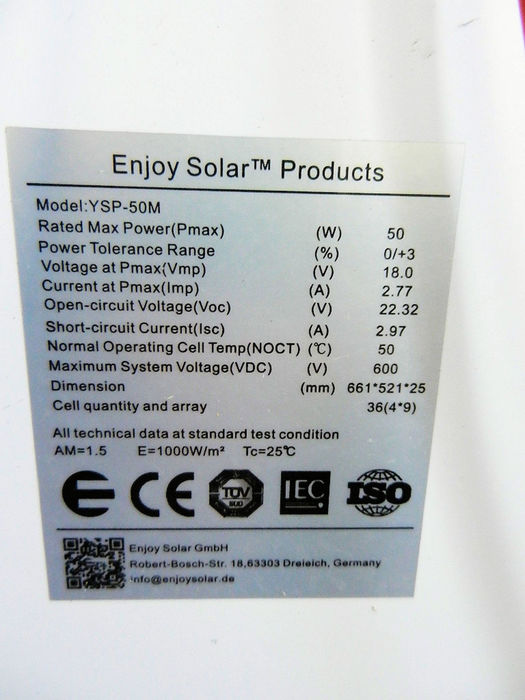 Enjoy Solar™ Products
Model:YSP-50M
Rated Max Power(Pmax) (W) 50
Power Tolerance Range (%) 0/+3
Voltage at Pmax(Vmp) (V) 18.0
Current at Pmax(Imp) (A) 2.77
Open-circuit Voltage(Voc) (V) 22.32
Short-circuit Current(Isc) (A) 2.97
Normal Operating Cell Temp(NOCT) (℃) 50
Maximum System Voltage(VDC) (V) 600
Dimension (mm) 661*521*25
Cell quantity and array 36(4*9)
All technical data at standard test condition
AM=1.5 E=1000W/m² Tc=25℃
CE TÜV IEC ISO
Enjoy Solar GmbH
Robert-Bosch-Str. 18,63303 Dreieich, Germany
info@enjoysolar.de